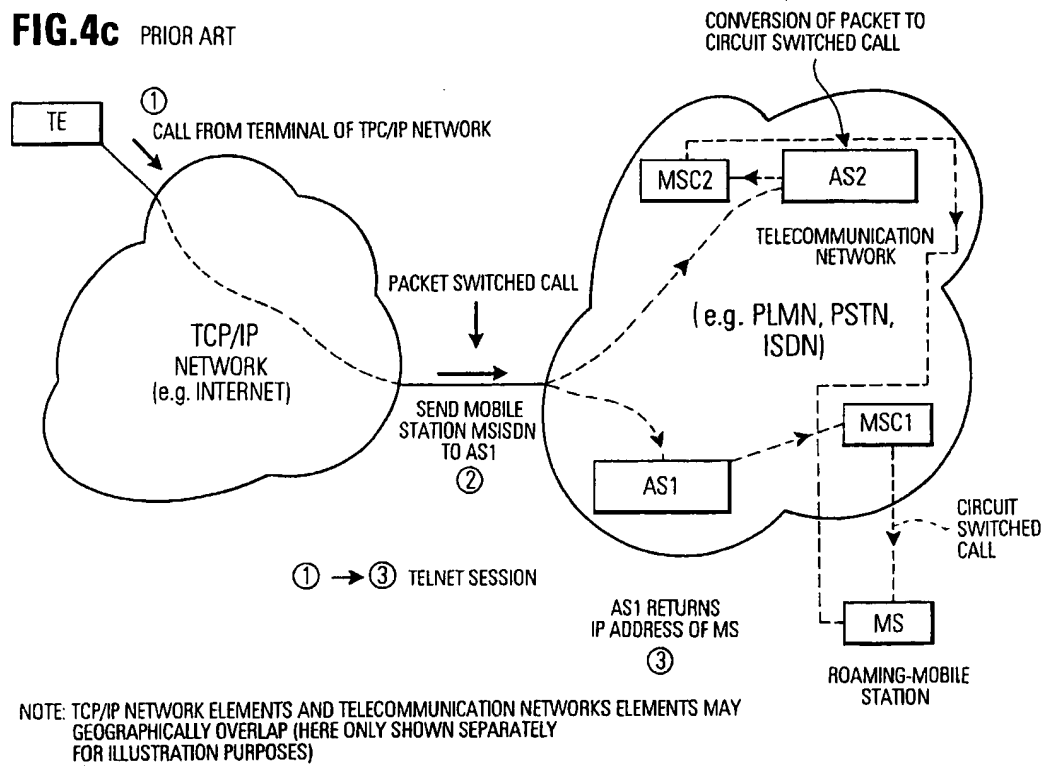 FIG.4c PRIOR ART
CONVERSION OF PACKET TO
CIRCUIT SWITCHED CALL
TE
①
CALL FROM TERMINAL OF TPC/IP NETWORK
MSC2
AS2
TELECOMMUNICATION
NETWORK
(e.g. PLMN, PSTN,
ISDN)
PACKET SWITCHED CALL
TCP/IP
NETWORK
(e.g. INTERNET)
SEND MOBILE
STATION MSISDN
TO AS1
②
MSC1
AS1
CIRCUIT
SWITCHED
CALL
① → ③ TELNET SESSION
AS1 RETURNS
IP ADDRESS OF MS
③
MS
ROAMING-MOBILE
STATION
NOTE: TCP/IP NETWORK ELEMENTS AND TELECOMMUNICATION NETWORKS ELEMENTS MAY
GEOGRAPHICALLY OVERLAP (HERE ONLY SHOWN SEPARATELY
FOR ILLUSTRATION PURPOSES)